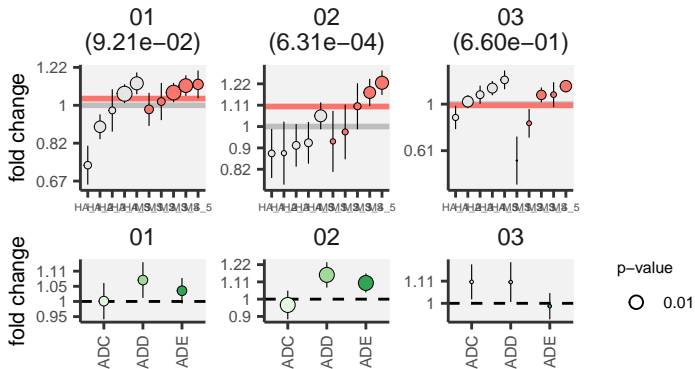 01
(9.21e−02)
02
(6.31e−04)
03
(6.60e−01)
fold change
1.22
1
0.82
0.67
1.22
1.11
1
0.9
0.82
1
0.61
01
02
03
fold change
1.11
1.05
1
0.95
1.22
1.11
1
0.9
1.11
1
ADC
ADD
ADE
ADC
ADD
ADE
ADC
ADD
ADE
p−value
0.01